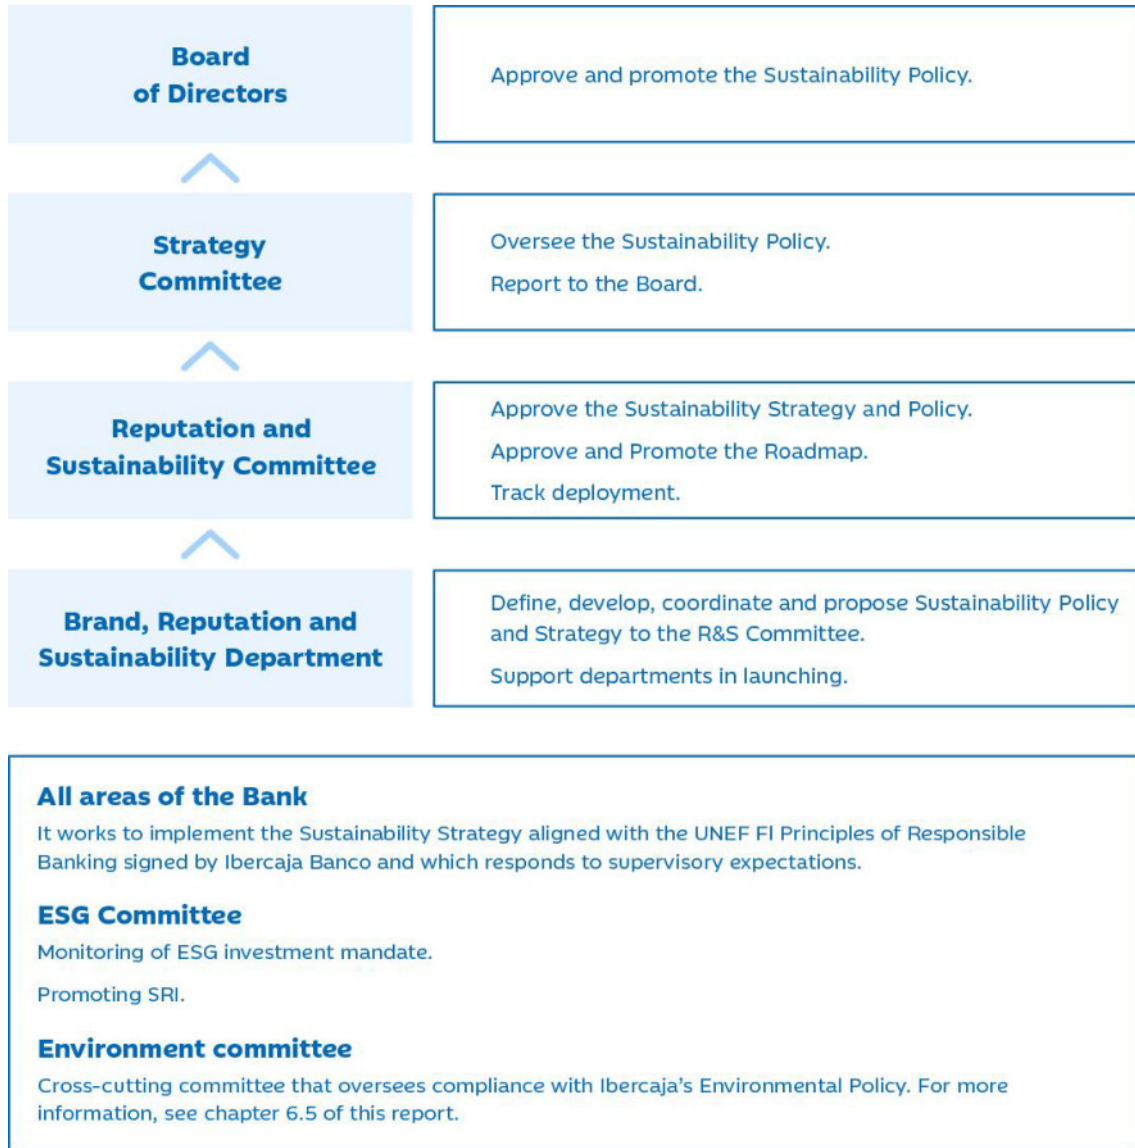 Board
of Directors
Approve and promote the Sustainability Policy.
Strategy
Committee
Oversee the Sustainability Policy.
Report to the Board.
Reputation and
Sustainability Committee
Approve the Sustainability Strategy and Policy.
Approve and Promote the Roadmap.
Track deployment.
Brand, Reputation and
Sustainability Department
Define, develop, coordinate and propose Sustainability Policy
and Strategy to the R&S Committee.
Support departments in launching.
All areas of the Bank
It works to implement the Sustainability Strategy aligned with the UNEF FI Principles of Responsible
Banking signed by Ibercaja Banco and which responds to supervisory expectations.
ESG Committee
Monitoring of ESG investment mandate.
Promoting SRI.
Environment committee
Cross-cutting committee that oversees compliance with Ibercaja’s Environmental Policy. For more
information, see chapter 6.5 of this report.